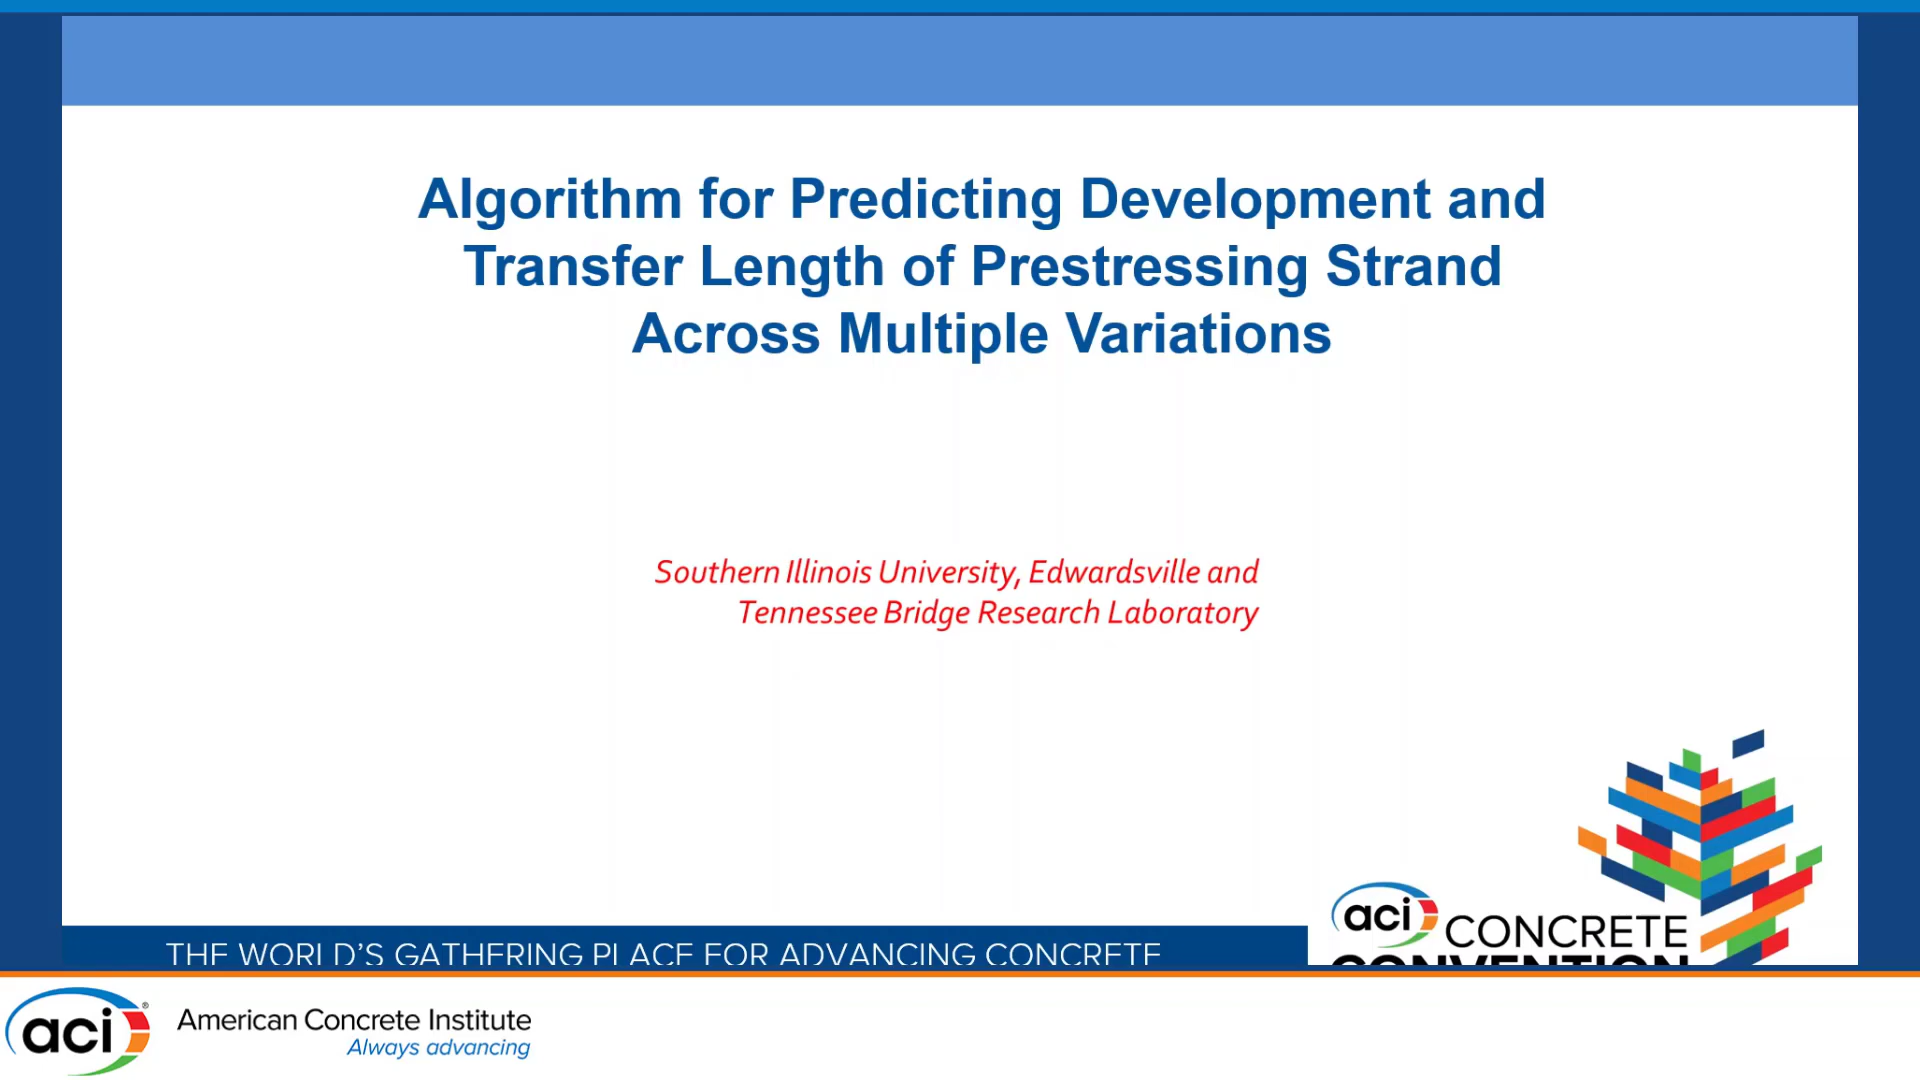 Algorithm for Predicting Development and
Transfer Length of Prestressing Strand
Across Multiple Variations
Southern Illinois University, Edwardsville and
Tennessee Bridge Research Laboratory
THE WORLD'S GATHERING PLACE FOR ADVANCING CONCRETE
aci CONCRETE
CONVENTION
aci® American Concrete Institute
Always advancing